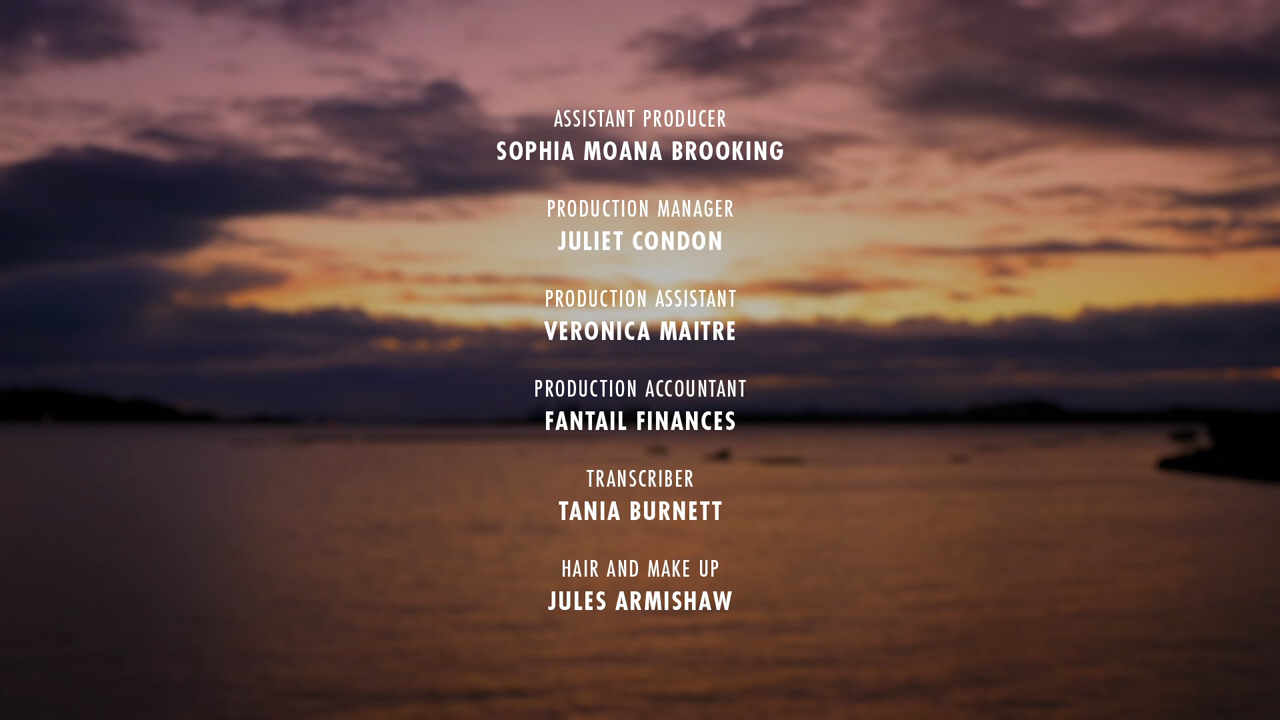 ASSISTANT PRODUCER
SOPHIA MOANA BROOKING
PRODUCTION MANAGER
JULIET CONDON
PRODUCTION ASSISTANT
VERONICA MAITRE
PRODUCTION ACCOUNTANT
FANTAIL FINANCES
TRANSCRIBER
TANIA BURNETT
HAIR AND MAKE UP
JULES ARMISHAW